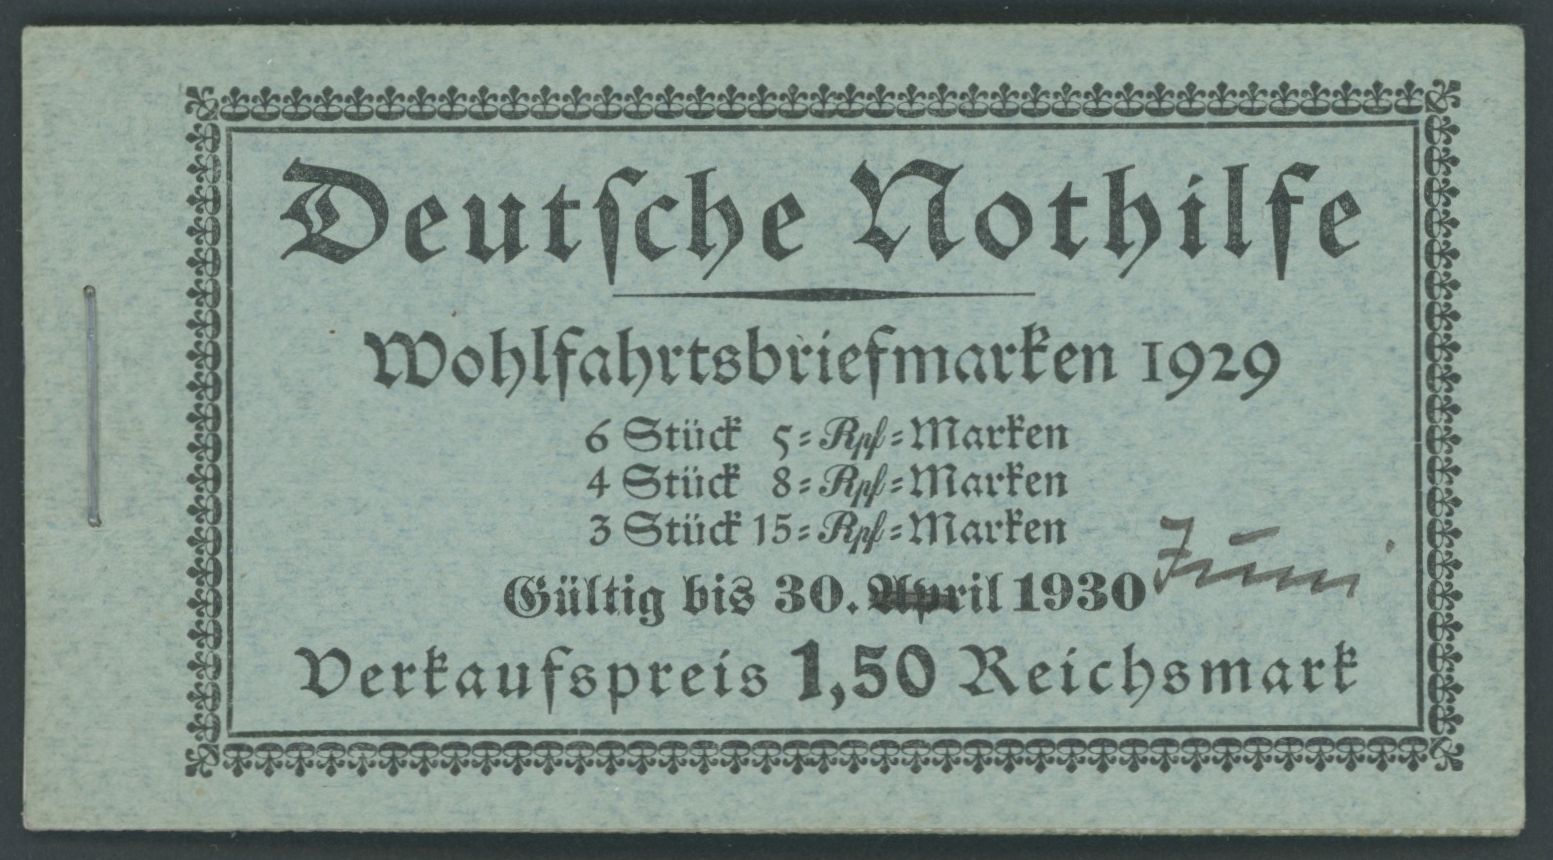 Deutsche Nothilfe
Wohlfahrtsbriefmarken 1929
6 Stück 5=Rpf=Marken
4 Stück 8=Rpf=Marken
3 Stück 15=Rpf=Marken
Gültig bis 30. April 1930 Juni
Verkaufspreis 1,50 Reichsmark